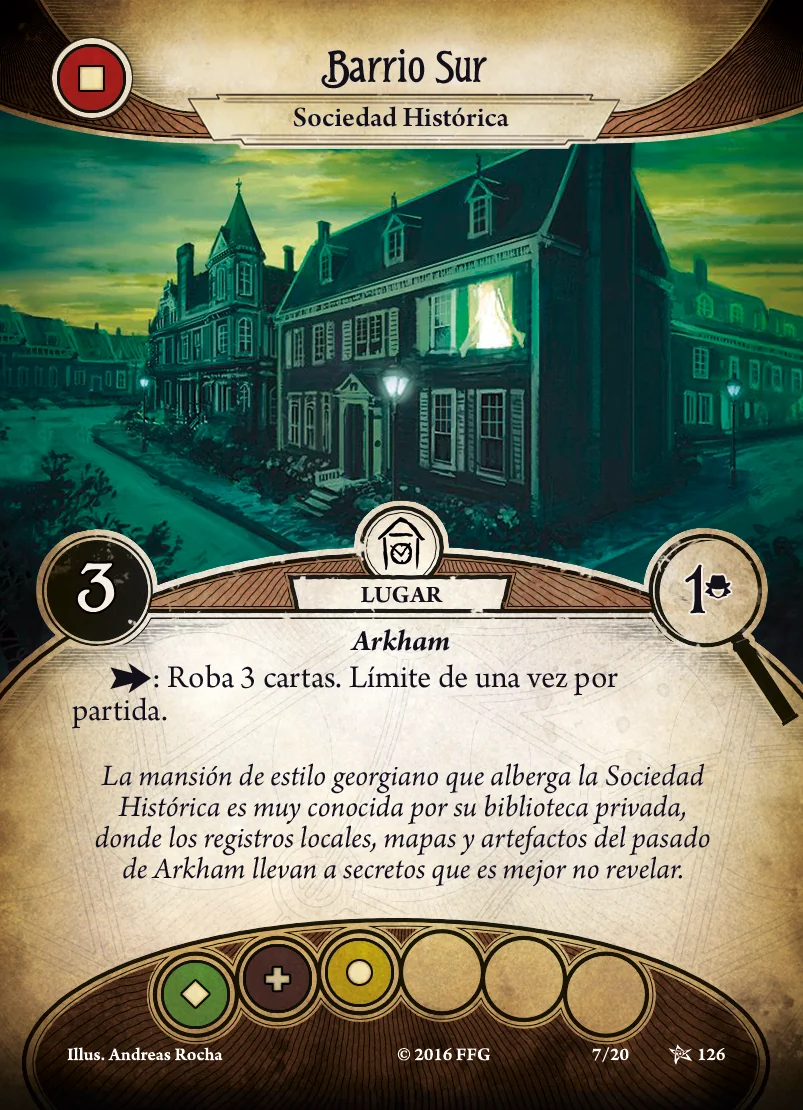 Barrio Sur
Sociedad Histórica
3
1
LUGAR
Arkham
: Roba 3 cartas. Límite de una vez por
partida.
La mansión de estilo georgiano que alberga la Sociedad
Histórica es muy conocida por su biblioteca privada,
donde los registros locales, mapas y artefactos del pasado
de Arkham llevan a secretos que es mejor no revelar.
Illus. Andreas Rocha © 2016 FFG 7/20 126